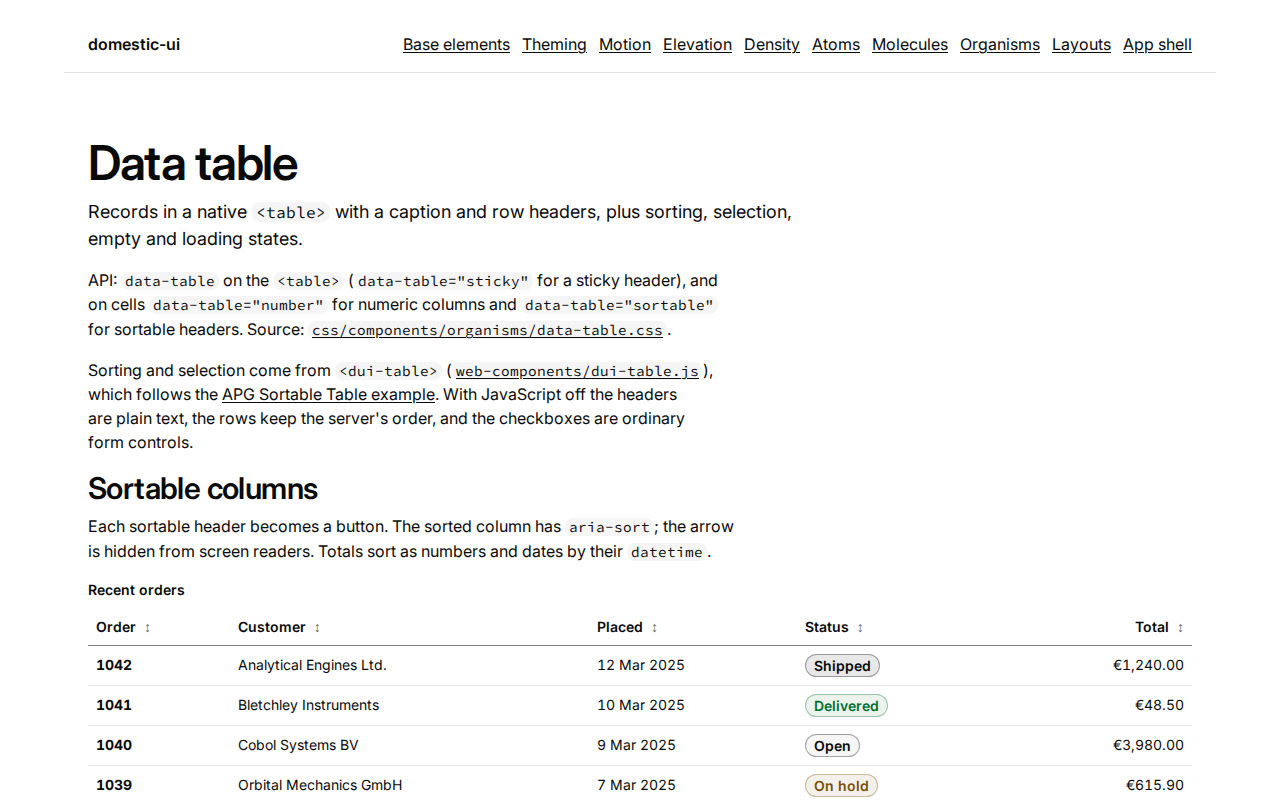 domestic-ui Base elements Theming Motion Elevation Density Atoms Molecules Organisms Layouts App shell
Data table
Records in a native <table> with a caption and row headers, plus sorting, selection,
empty and loading states.
API: data-table on the <table> ( data-table="sticky" for a sticky header), and
on cells data-table="number" for numeric columns and data-table="sortable"
for sortable headers. Source: css/components/organisms/data-table.css .
Sorting and selection come from <dui-table> ( web-components/dui-table.js ),
which follows the APG Sortable Table example. With JavaScript off the headers
are plain text, the rows keep the server's order, and the checkboxes are ordinary
form controls.
Sortable columns
Each sortable header becomes a button. The sorted column has aria-sort ; the arrow
is hidden from screen readers. Totals sort as numbers and dates by their datetime .
Recent orders
Order ↕ Customer ↕ Placed ↕ Status ↕ Total ↕
1042 Analytical Engines Ltd. 12 Mar 2025 Shipped €1,240.00
1041 Bletchley Instruments 10 Mar 2025 Delivered €48.50
1040 Cobol Systems BV 9 Mar 2025 Open €3,980.00
1039 Orbital Mechanics GmbH 7 Mar 2025 On hold €615.90